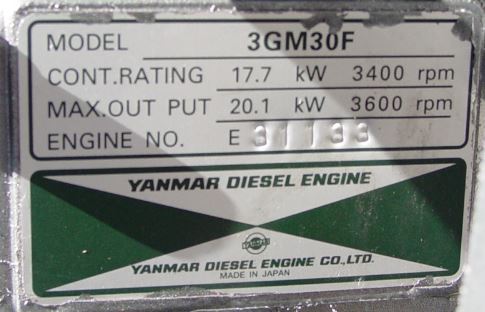 MODEL 3GM30F
CONT.RATING 17.7 kW 3400 rpm
MAX.OUT PUT 20.1 kW 3600 rpm
ENGINE NO. E 31133
YANMAR DIESEL ENGINE
YANMAR DIESEL ENGINE CO.,LTD.
MADE IN JAPAN